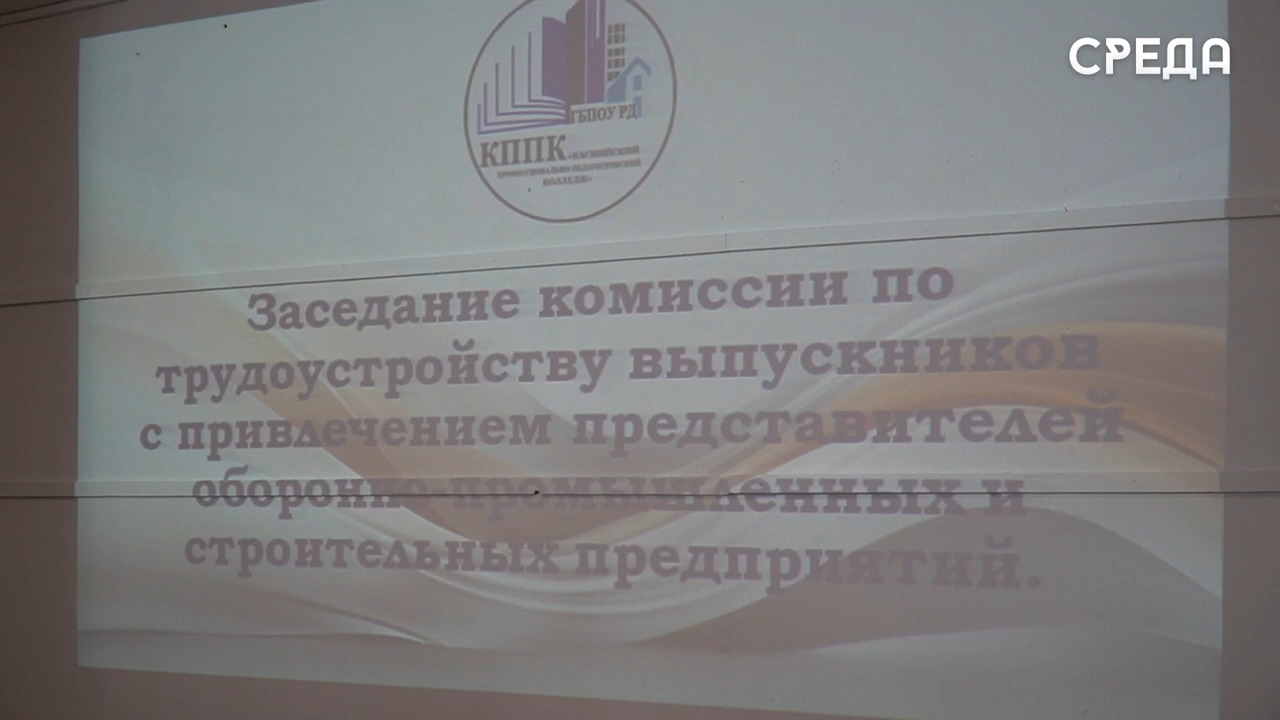 СРЕДА
ГБПОУ РД
КППК «КАСПИЙСКИЙ
ПРОФЕССИОНАЛЬНО-ПЕДАГОГИЧЕСКИЙ
КОЛЛЕДЖ»
Заседание комиссии по
трудоустройству выпускников
с привлечением представителей
оборонно-промышленных и
строительных предприятий.